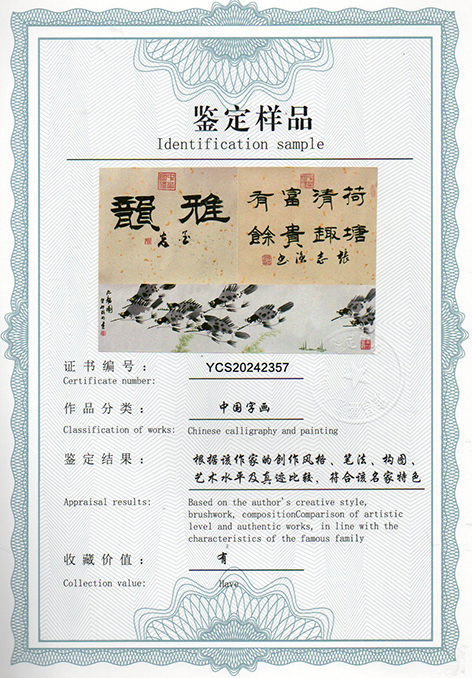 鉴定样品
Identification sample
雅韻
荷塘清趣富貴有餘
证书编号： YCS20242357
Certificate number:
作品分类： 中国字画
Classification of works: Chinese calligraphy and painting
鉴定结果： 根据该作家的创作风格、笔法、构图、
艺术水平及真迹比较，符合该名家特色
Appraisal results: Based on the author's creative style,
brushwork, compositionComparison of artistic
level and authentic works, in line with the
characteristics of the famous family
收藏价值： 有
Collection value: Have